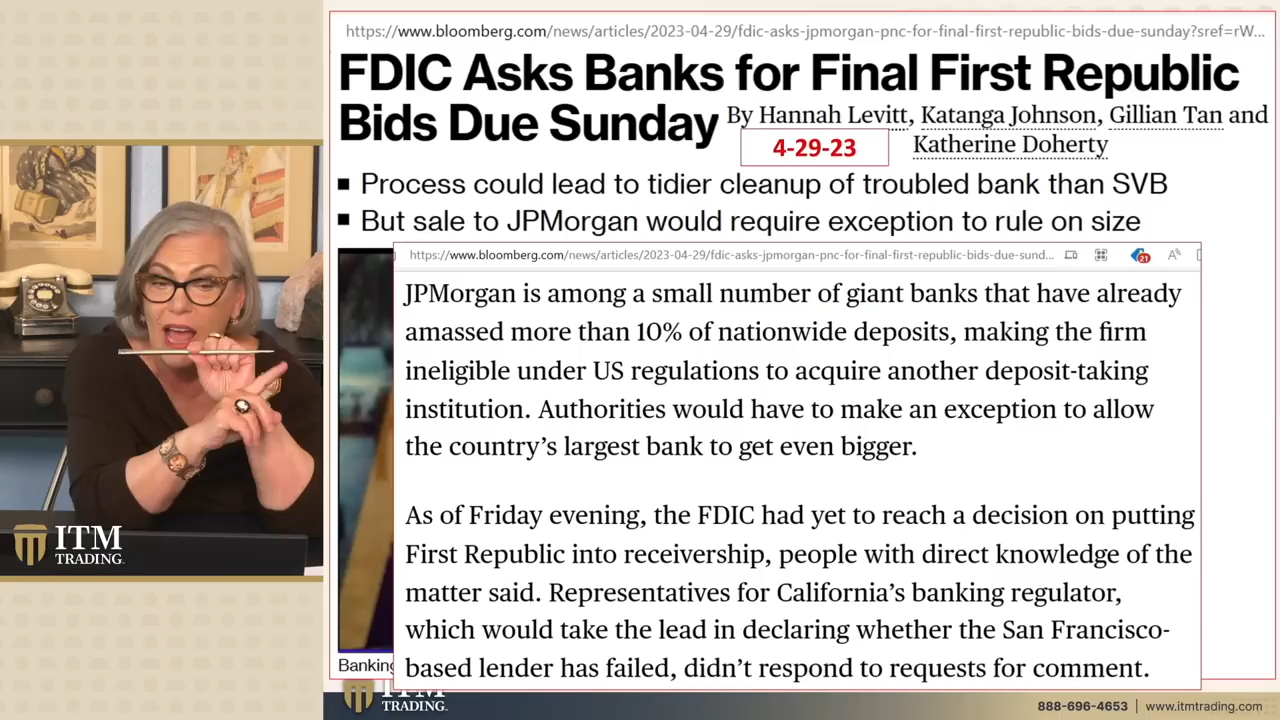 https://www.bloomberg.com/news/articles/2023-04-29/fdic-asks-jpmorgan-pnc-for-final-first-republic-bids-due-sunday?sref=rW...
FDIC Asks Banks for Final First Republic
Bids Due Sunday
By Hannah Levitt, Katanga Johnson, Gillian Tan and
Katherine Doherty
4-29-23
■ Process could lead to tidier cleanup of troubled bank than SVB
■ But sale to JPMorgan would require exception to rule on size
https://www.bloomberg.com/news/articles/2023-04-29/fdic-asks-jpmorgan-pnc-for-final-first-republic-bids-due-sund...
21
JPMorgan is among a small number of giant banks that have already
amassed more than 10% of nationwide deposits, making the firm
ineligible under US regulations to acquire another deposit-taking
institution. Authorities would have to make an exception to allow
the country's largest bank to get even bigger.
As of Friday evening, the FDIC had yet to reach a decision on putting
First Republic into receivership, people with direct knowledge of the
matter said. Representatives for California's banking regulator,
which would take the lead in declaring whether the San Francisco-
based lender has failed, didn't respond to requests for comment.
Banking
ITM
TRADING
ITM
TRADING.
888-696-4653 | www.itmtrading.com